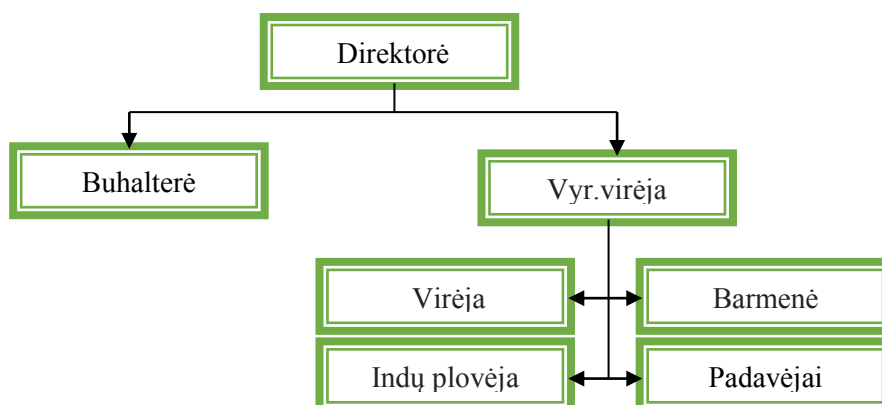 Direktorė
Buhalterė
Vyr.virėja
Virėja
Barmenė
Indų plovėja
Padavėjai